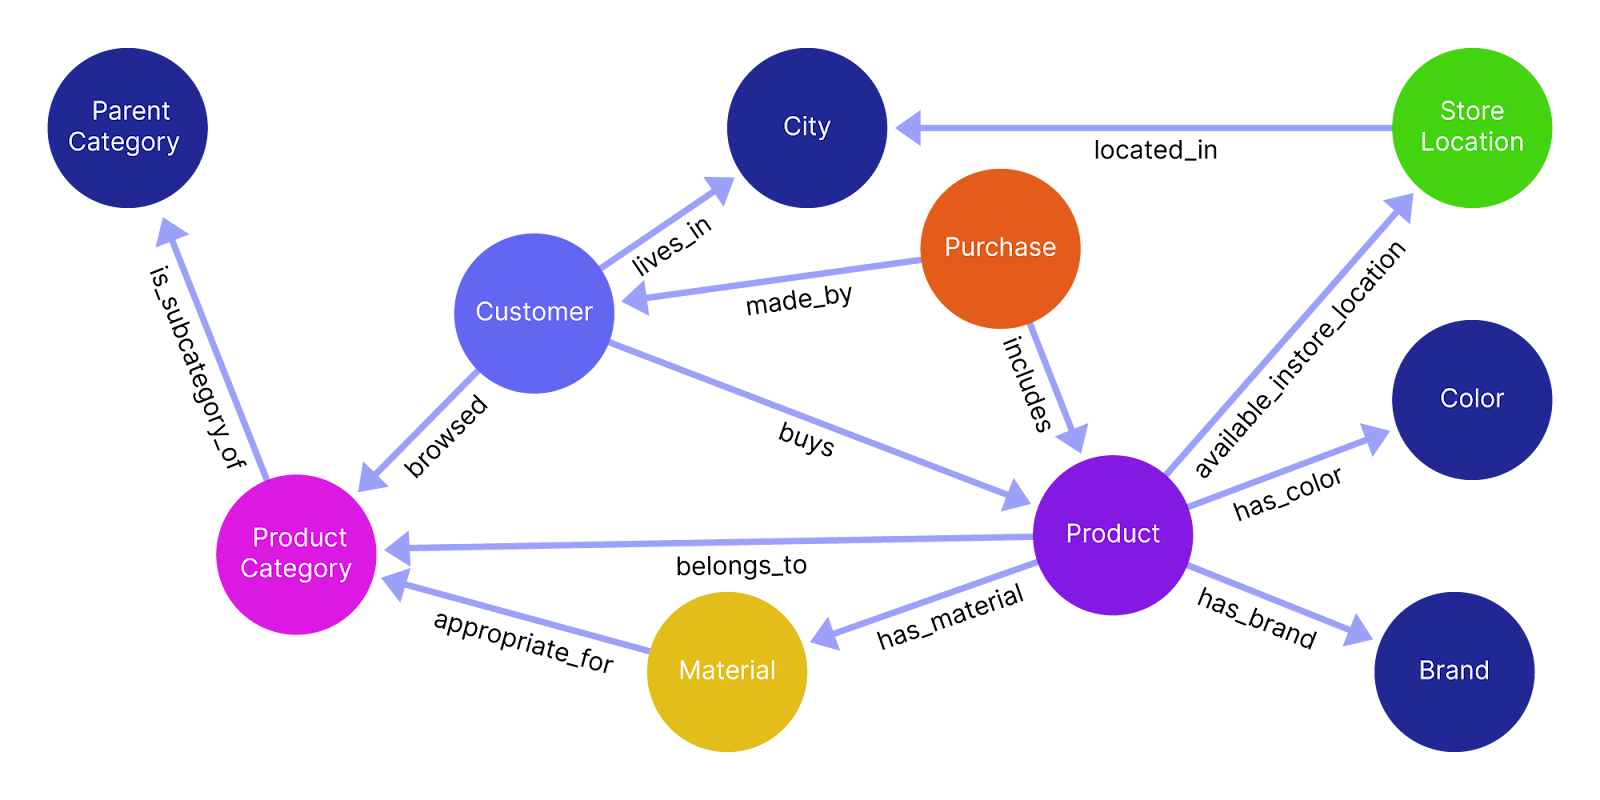 Parent
Category
City
Store
Location
located_in
lives_in
Purchase
made_by
Customer
is_subcategory_of
includes
available_instore_location
Color
browsed
buys
has_color
Product
Product
Category
belongs_to
has_material
has_brand
appropriate_for
Material
Brand